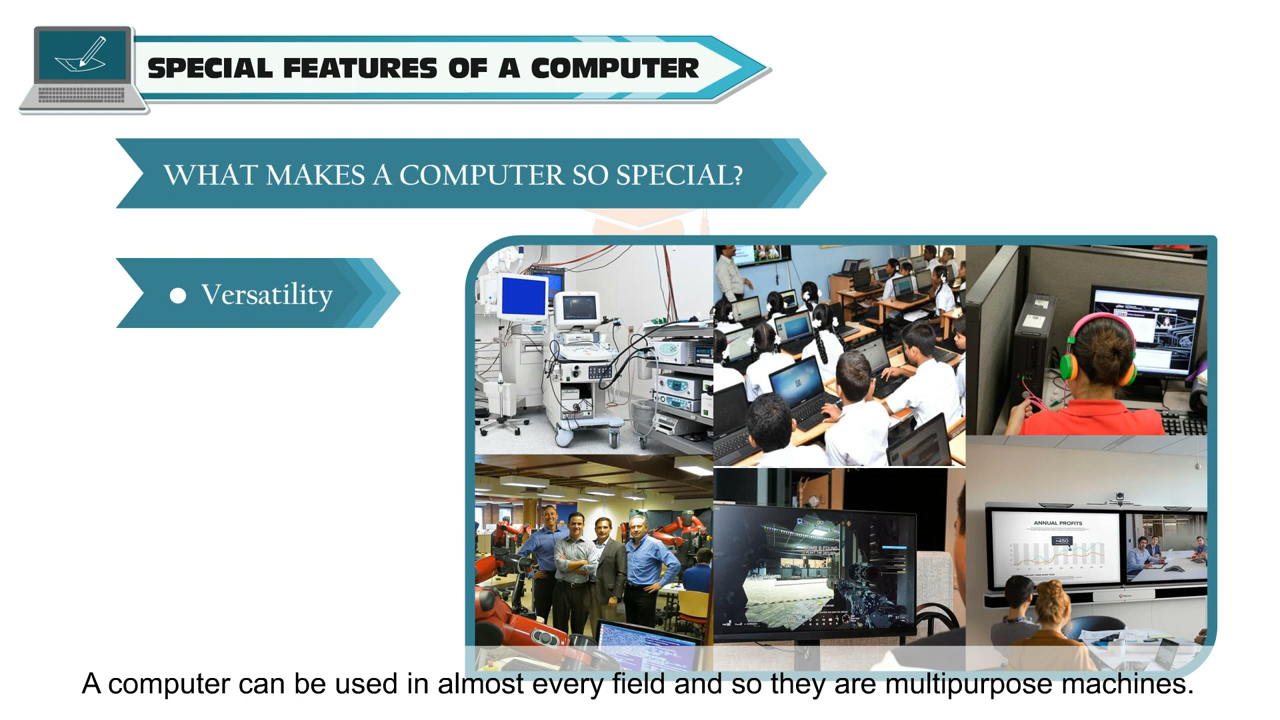 SPECIAL FEATURES OF A COMPUTER
WHAT MAKES A COMPUTER SO SPECIAL?
● Versatility
ANNUAL PROFITS
A computer can be used in almost every field and so they are multipurpose machines.